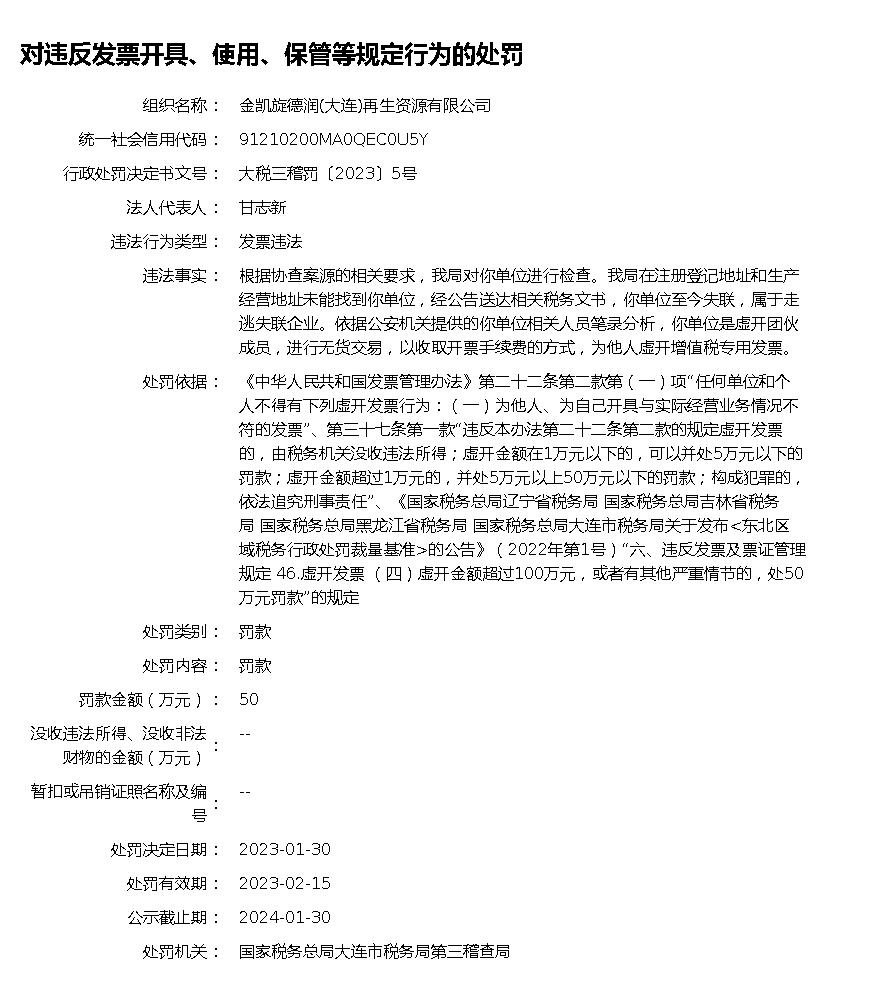 对违反发票开具、使用、保管等规定行为的处罚
组织名称： 金凯旋德润(大连)再生资源有限公司
统一社会信用代码： 91210200MA0QEC0U5Y
行政处罚决定书文号： 大税三稽罚〔2023〕5号
法人代表人： 甘志新
违法行为类型： 发票违法
违法事实： 根据协查案源的相关要求，我局对你单位进行检查。我局在注册登记地址和生产
经营地址未能找到你单位，经公告送达相关税务文书，你单位至今失联，属于走
逃失联企业。依据公安机关提供的你单位相关人员笔录分析，你单位是虚开团伙
成员，进行无货交易，以收取开票手续费的方式，为他人虚开增值税专用发票。
处罚依据： 《中华人民共和国发票管理办法》第二十二条第二款第（一）项“任何单位和个
人不得有下列虚开发票行为：（一）为他人、为自己开具与实际经营业务情况不
符的发票”、第三十七条第一款“违反本办法第二十二条第二款的规定虚开发票
的，由税务机关没收违法所得；虚开金额在1万元以下的，可以并处5万元以下的
罚款；虚开金额超过1万元的，并处5万元以上50万元以下的罚款；构成犯罪的，
依法追究刑事责任”、《国家税务总局辽宁省税务局 国家税务总局吉林省税务
局 国家税务总局黑龙江省税务局 国家税务总局大连市税务局关于发布<东北区
域税务行政处罚裁量基准>的公告》（2022年第1号）“六、违反发票及票证管理
规定 46.虚开发票 （四）虚开金额超过100万元，或者有其他严重情节的，处50
万元罚款”的规定
处罚类别： 罚款
处罚内容： 罚款
罚款金额（万元）： 50
没收违法所得、没收非法
财物的金额（万元）： --
暂扣或吊销证照名称及编
号： --
处罚决定日期： 2023-01-30
处罚有效期： 2023-02-15
公示截止期： 2024-01-30
处罚机关： 国家税务总局大连市税务局第三稽查局